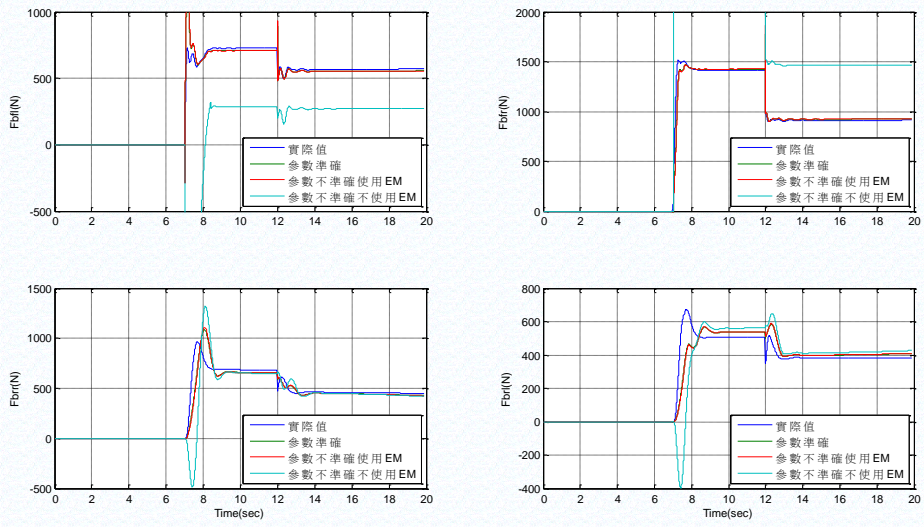 Fbfl(N)
1000
500
0
-500
0 2 4 6 8 10 12 14 16 18 20
實際值
參數準確
參數不準確使用EM
參數不準確不使用EM
Fbfr(N)
2000
1500
1000
500
0
0 2 4 6 8 10 12 14 16 18 20
實際值
參數準確
參數不準確使用EM
參數不準確不使用EM
Fbrr(N)
1500
1000
500
0
-500
0 2 4 6 8 10 12 14 16 18 20
Time(sec)
實際值
參數準確
參數不準確使用EM
參數不準確不使用EM
Fbrl(N)
800
600
400
200
0
-200
-400
0 2 4 6 8 10 12 14 16 18 20
Time(sec)
實際值
參數準確
參數不準確使用EM
參數不準確不使用EM